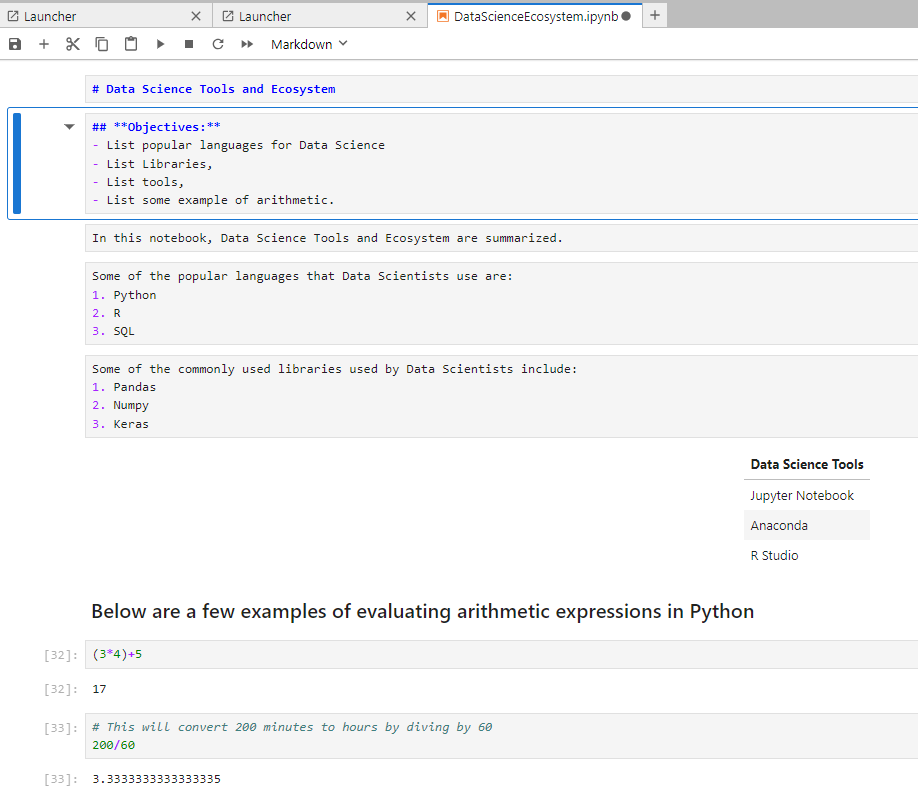 Launcher
Launcher
DataScienceEcosystem.ipynb
Markdown
# Data Science Tools and Ecosystem
## **Objectives:**
- List popular languages for Data Science
- List Libraries,
- List tools,
- List some example of arithmetic.
In this notebook, Data Science Tools and Ecosystem are summarized.
Some of the popular languages that Data Scientists use are:
1. Python
2. R
3. SQL
Some of the commonly used libraries used by Data Scientists include:
1. Pandas
2. Numpy
3. Keras
Data Science Tools
Jupyter Notebook
Anaconda
R Studio
Below are a few examples of evaluating arithmetic expressions in Python
[32]: (3*4)+5
[32]: 17
[33]: # This will convert 200 minutes to hours by diving by 60
200/60
[33]: 3.3333333333333335